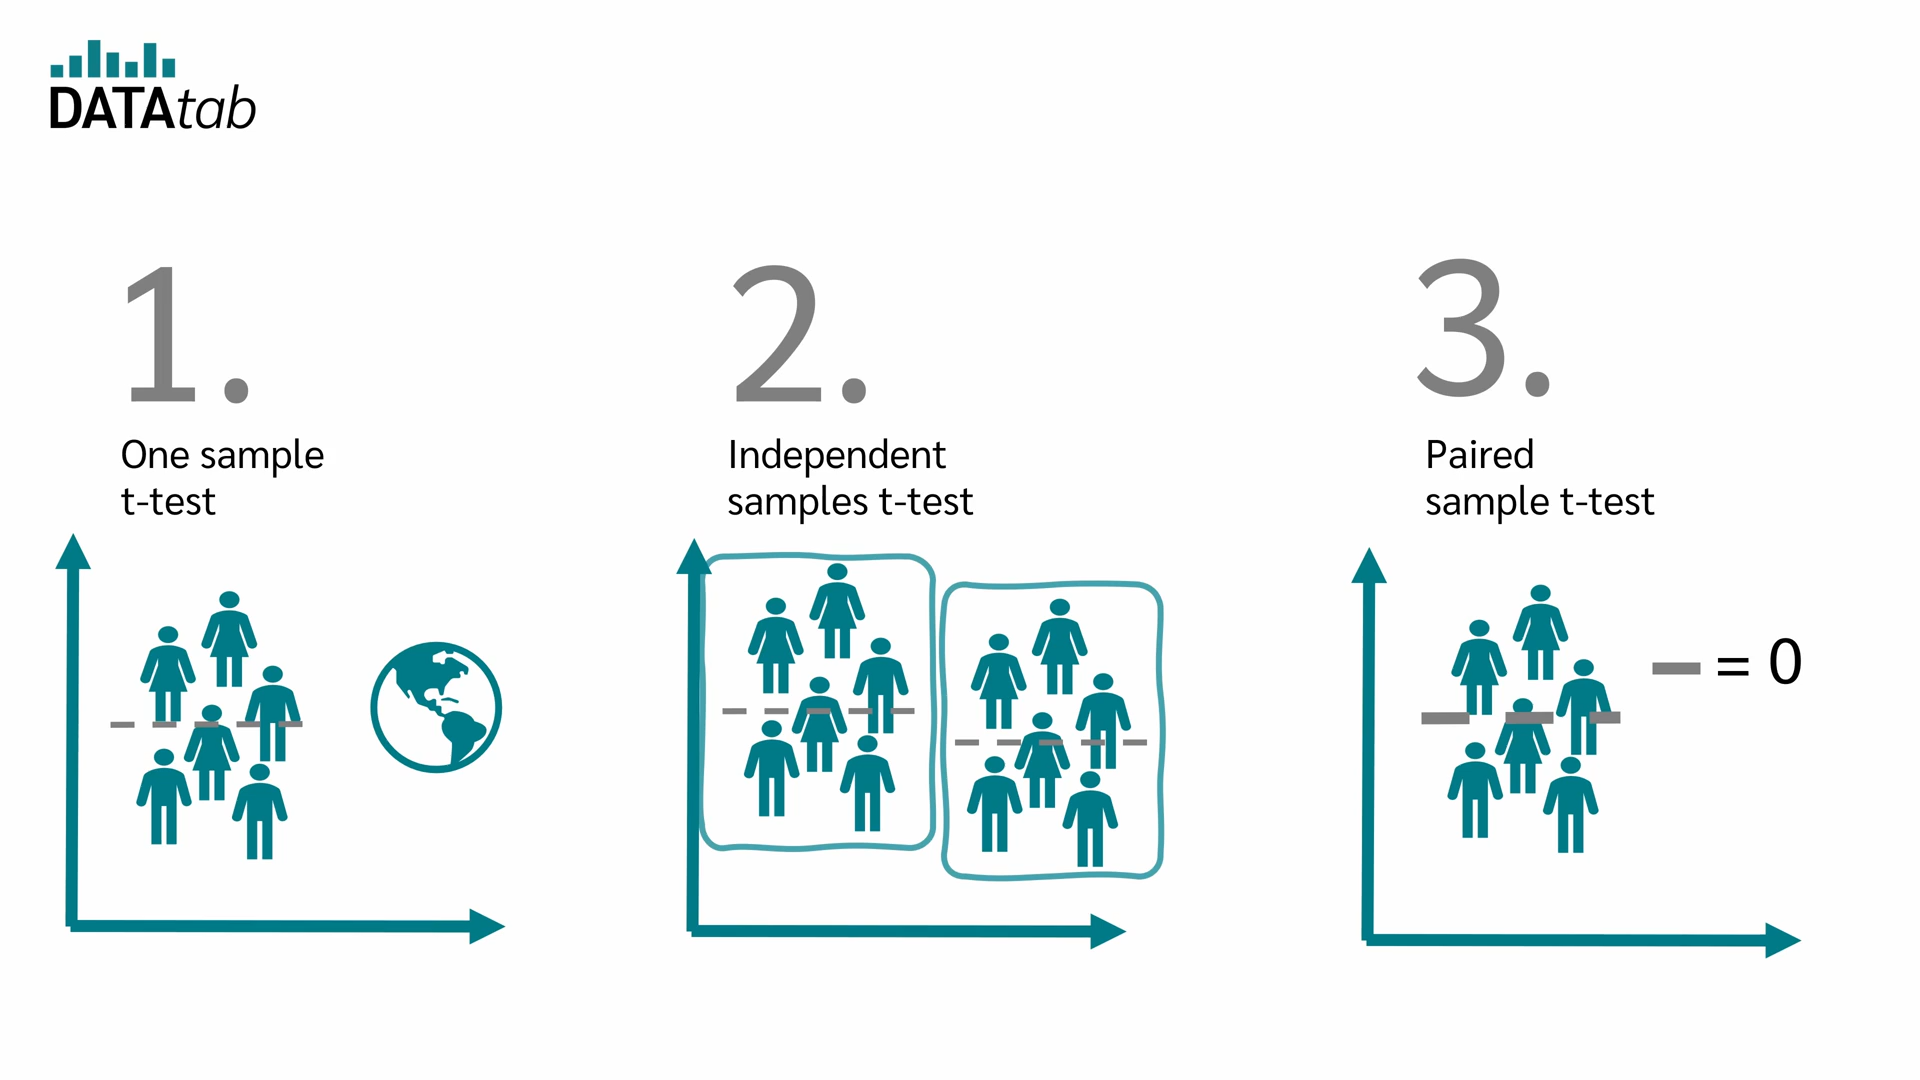 DATAtab
1.
One sample
t-test
2.
Independent
samples t-test
3.
Paired
sample t-test
= 0